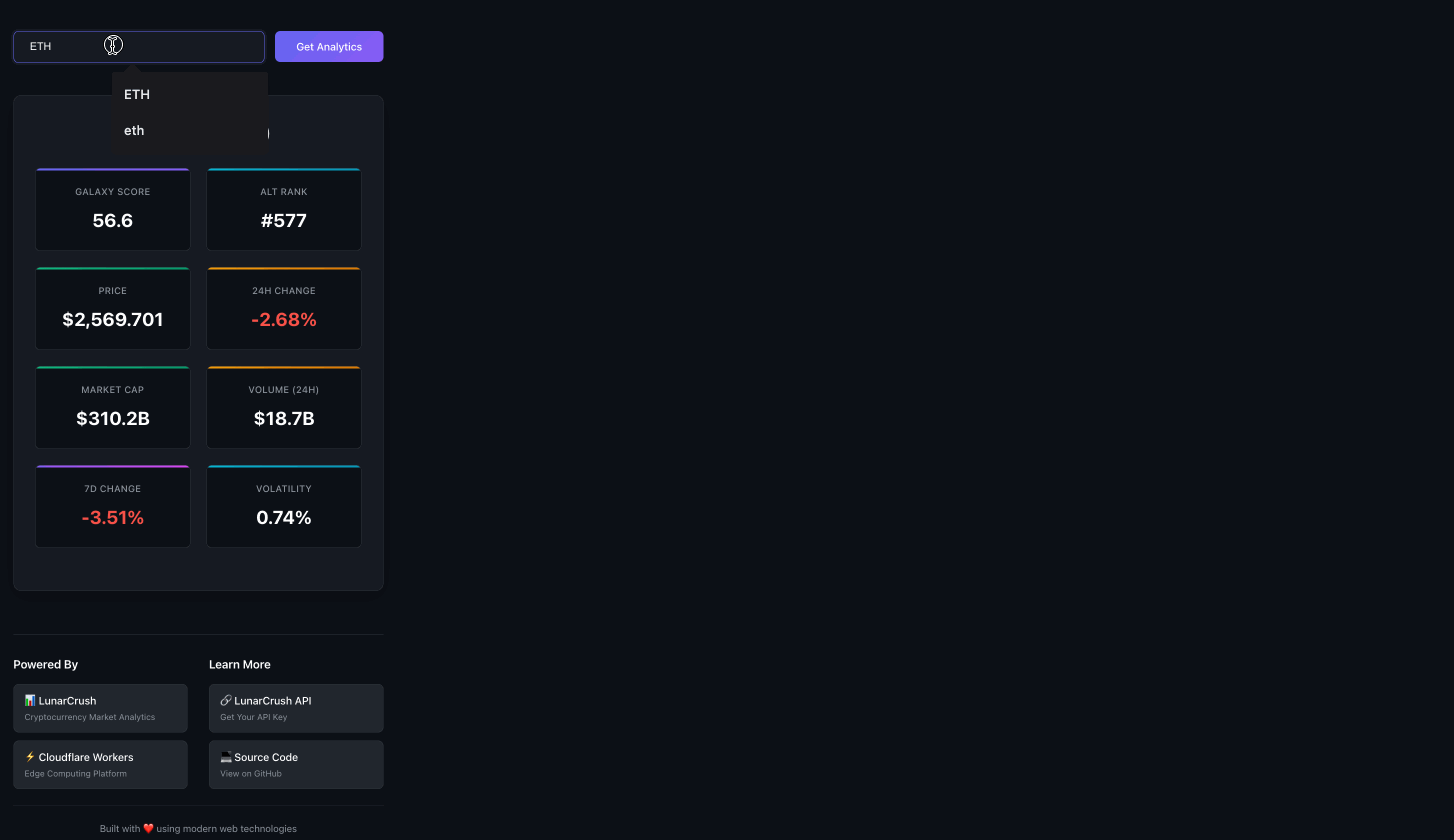 ETH
Get Analytics
ETH
eth
)
GALAXY SCORE
ALT RANK
56.6
#577
PRICE
24H CHANGE
$2,569.701
-2.68%
MARKET CAP
VOLUME (24H)
$310.2B
$18.7B
7D CHANGE
VOLATILITY
-3.51%
0.74%
Powered By
Learn More
📊 LunarCrush
Cryptocurrency Market Analytics
🔗 LunarCrush API
Get Your API Key
⚡ Cloudflare Workers
Edge Computing Platform
💻 Source Code
View on GitHub
Built with ❤️ using modern web technologies